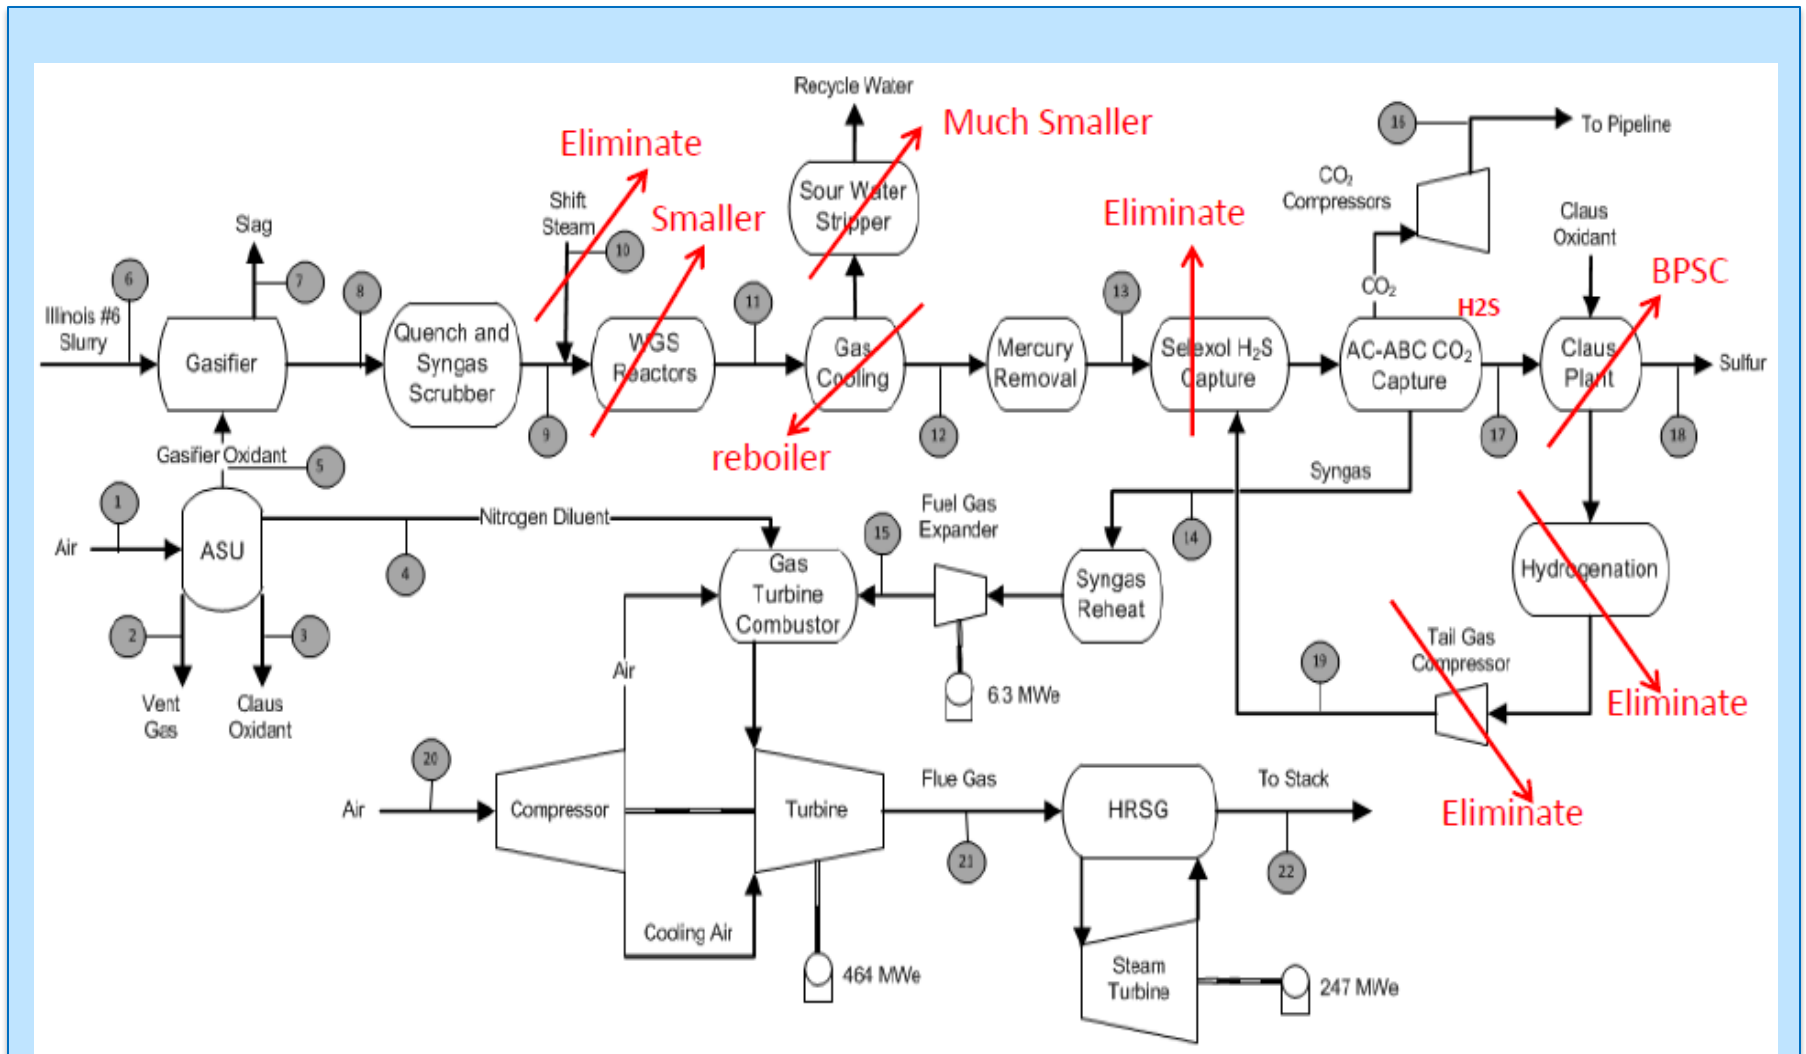 Recycle Water
Much Smaller
16
To Pipeline
Eliminate
CO2
Compressors
Shift
Steam
Smaller
Sour Water
Stripper
Eliminate
Claus
Oxidant
Slag
10
6
7
8
11
13
CO2
H2S
BPSC
Illinois #6
Slurry
Gasifier
Quench and
Syngas
Scrubber
WGS
Reactors
Gas
Cooling
Mercury
Removal
Selexol H2S
Capture
AC-ABC CO2
Capture
Claus
Plant
Sulfur
9
12
17
18
reboiler
Gasifier Oxidant
5
Syngas
1
Air
ASU
Nitrogen Diluent
4
Fuel Gas
Expander
15
14
Gas
Turbine
Combustor
Syngas
Reheat
Hydrogenation
2
3
Vent
Gas
Claus
Oxidant
Air
6.3 MWe
19
Tail Gas
Compressor
Eliminate
Eliminate
20
Air
Compressor
Turbine
Flue Gas
HRSG
To Stack
21
22
Cooling Air
464 MWe
Steam
Turbine
247 MWe